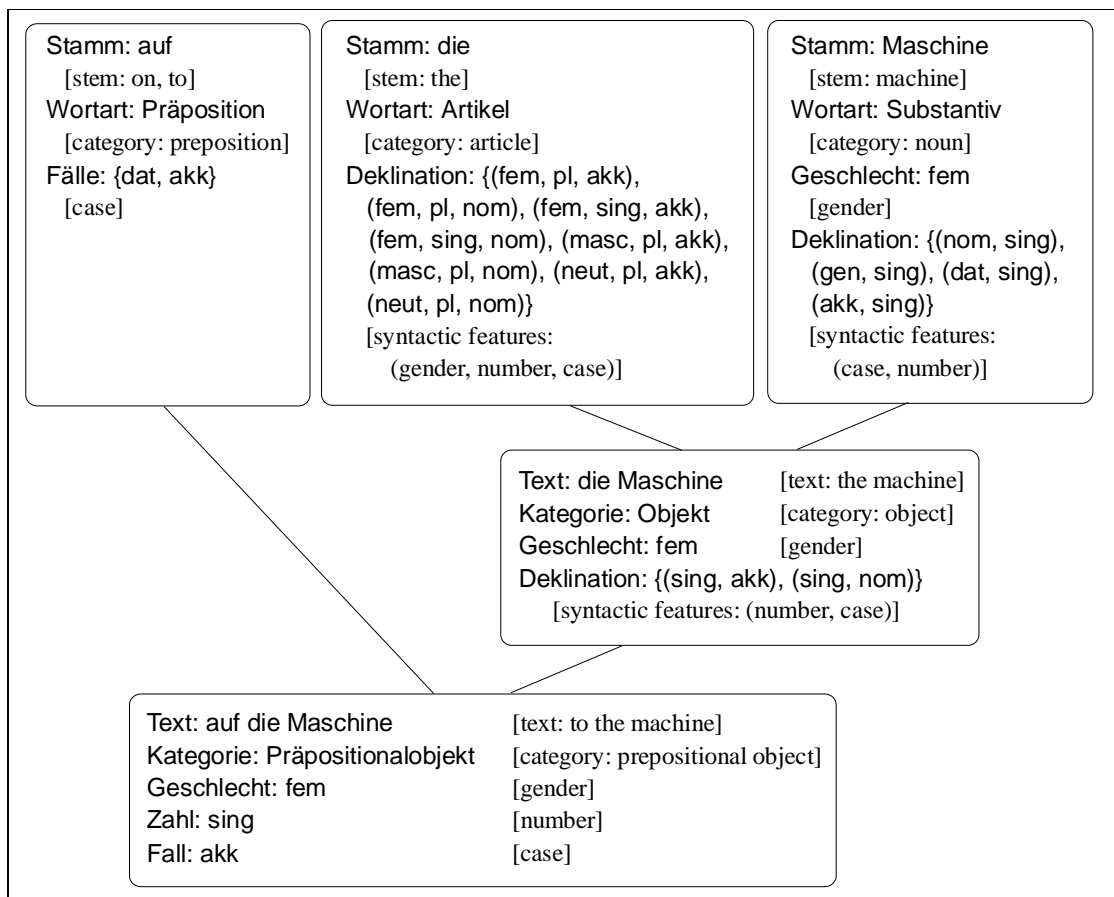 Stamm: auf
[stem: on, to]
Wortart: Präposition
[category: preposition]
Fälle: {dat, akk}
[case]
Stamm: die
[stem: the]
Wortart: Artikel
[category: article]
Deklination: {(fem, pl, akk),
(fem, pl, nom), (fem, sing, akk),
(fem, sing, nom), (masc, pl, akk),
(masc, pl, nom), (neut, pl, akk),
(neut, pl, nom)}
[syntactic features:
(gender, number, case)]
Stamm: Maschine
[stem: machine]
Wortart: Substantiv
[category: noun]
Geschlecht: fem
[gender]
Deklination: {(nom, sing),
(gen, sing), (dat, sing),
(akk, sing)}
[syntactic features:
(case, number)]
Text: die Maschine [text: the machine]
Kategorie: Objekt [category: object]
Geschlecht: fem [gender]
Deklination: {(sing, akk), (sing, nom)}
[syntactic features: (number, case)]
Text: auf die Maschine [text: to the machine]
Kategorie: Präpositionalobjekt [category: prepositional object]
Geschlecht: fem [gender]
Zahl: sing [number]
Fall: akk [case]